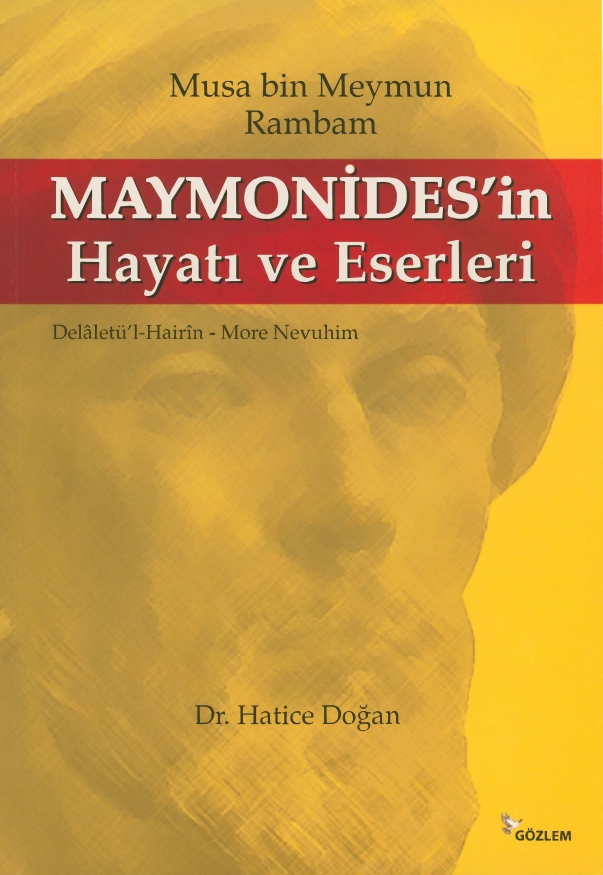 Musa bin Meymun
Rambam
MAYMONİDES'in
Hayatı ve Eserleri
Delâletü'l-Hairîn - More Nevuhim
Dr. Hatice Doğan
GÖZLEM